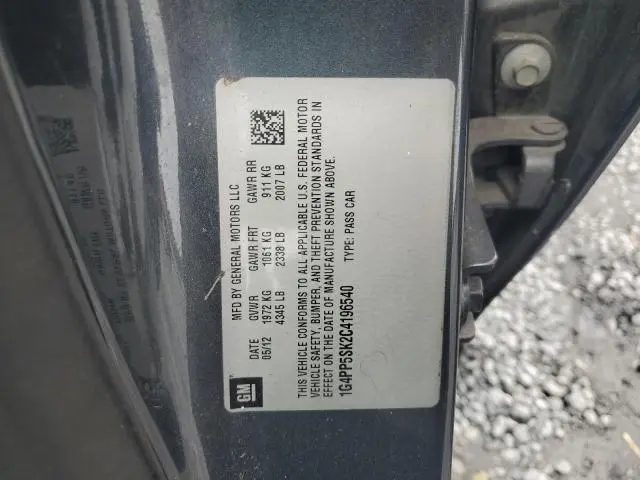 GM
MFD BY GENERAL MOTORS LLC
DATE GVWR GAWR FRT GAWR RR
05/12 1972 KG 1061 KG 911 KG
4345 LB 2338 LB 2007 LB
THIS VEHICLE CONFORMS TO ALL APPLICABLE U.S. FEDERAL MOTOR
VEHICLE SAFETY, BUMPER, AND THEFT PREVENTION STANDARDS IN
EFFECT ON THE DATE OF MANUFACTURE SHOWN ABOVE.
1G4PP5SK2C4196540 TYPE: PASS CAR